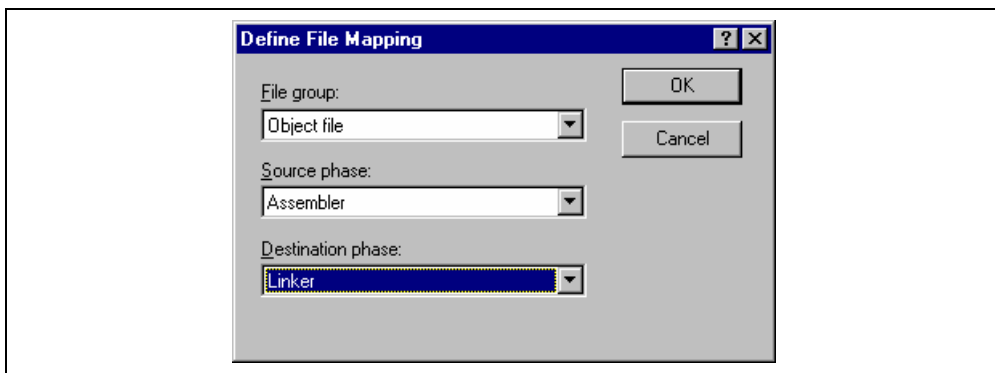 Define File Mapping
?
File group:
Object file
OK
Cancel
Source phase:
Assembler
Destination phase:
Linker